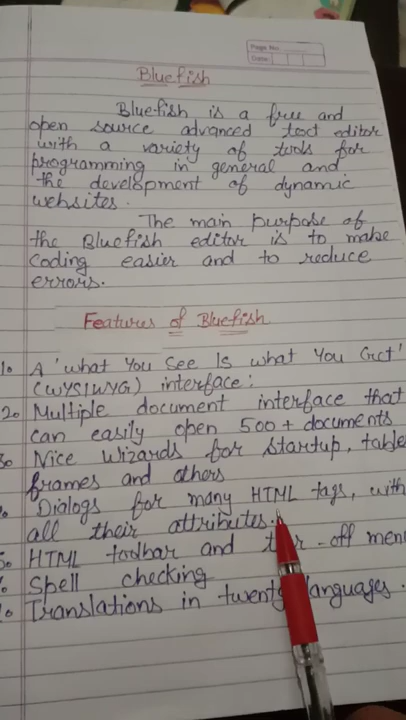 Page No.
Date:
Bluefish
Bluefish is a free and
open source advanced text editor
with a variety of tools for
programming in general and
the development of dynamic
websites.
The main purpose of
the Bluefish editor is to make
coding easier and to reduce
errors.
Features of Bluefish
1. A 'what You See Is what You Get'
(WYSIWYG) interface:
2. Multiple document interface that
can easily open 500+ documents
3. Nice Wizards for startup, table
frames and others
Dialogs for many HTML tags, with
all their attributes.
HTML toolbar and off menu
Spell checking
Translations in twenty languages.